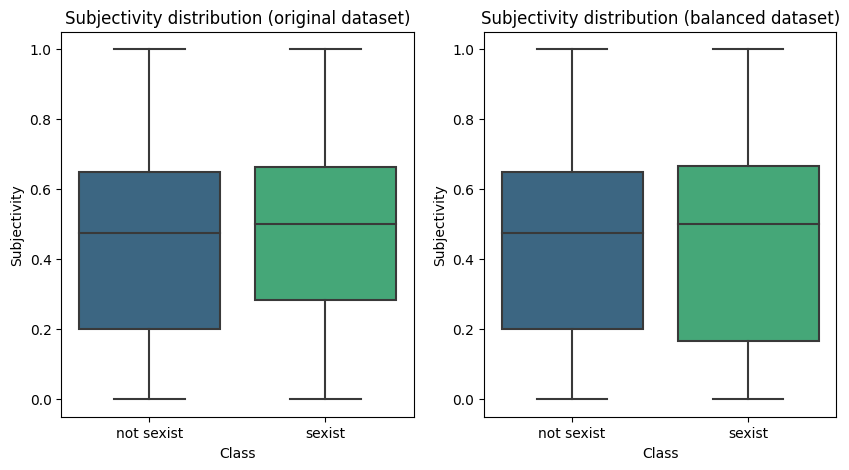 Subjectivity distribution (original dataset)
1.0
0.8
0.6
0.4
0.2
0.0
Subjectivity
not sexist sexist
Class
Subjectivity distribution (balanced dataset)
1.0
0.8
0.6
0.4
0.2
0.0
Subjectivity
not sexist sexist
Class